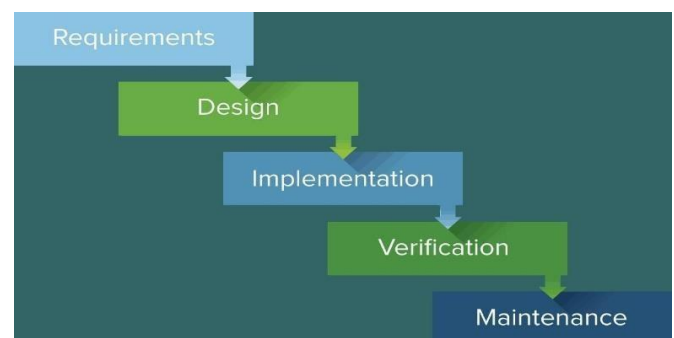 Requirements
Design
Implementation
Verification
Maintenance